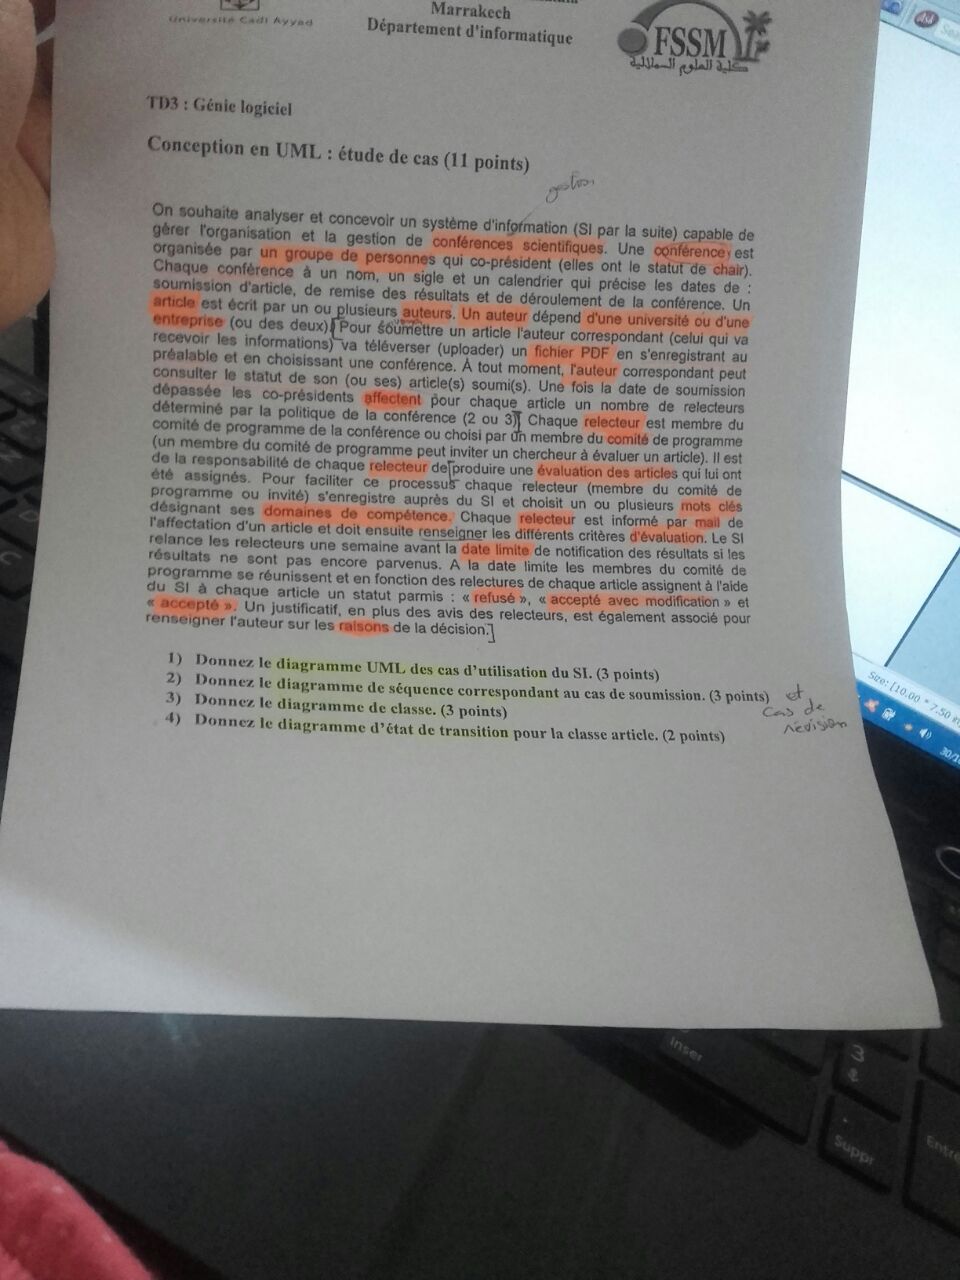 Marrakech
Université Cadi Ayyad
Département d'informatique
FSSM
كلية العلوم السملالية
TD3 : Génie logiciel
Conception en UML : étude de cas (11 points)
gestion
On souhaite analyser et concevoir un système d'information (SI par la suite) capable de
gérer l'organisation et la gestion de conférences scientifiques. Une conférence, est
organisée par un groupe de personnes qui co-président (elles ont le statut de chair).
Chaque conférence à un nom, un sigle et un calendrier qui précise les dates de :
soumission d'article, de remise des résultats et de déroulement de la conférence. Un
article est écrit par un ou plusieurs auteurs. Un auteur dépend d'une université ou d'une
entreprise (ou des deux). Pour soumettre un article l'auteur correspondant (celui qui va
recevoir les informations) va téléverser (uploader) un fichier PDF en s'enregistrant au
préalable et en choisissant une conférence. À tout moment, l'auteur correspondant peut
consulter le statut de son (ou ses) article(s) soumi(s). Une fois la date de soumission
dépassée les co-présidents affectent pour chaque article un nombre de relecteurs
déterminé par la politique de la conférence (2 ou 3). Chaque relecteur est membre du
comité de programme de la conférence ou choisi par un membre du comité de programme
(un membre du comité de programme peut inviter un chercheur à évaluer un article). Il est
de la responsabilité de chaque relecteur de produire une évaluation des articles qui lui ont
été assignés. Pour faciliter ce processus chaque relecteur (membre du comité de
programme ou invité) s'enregistre auprès du SI et choisit un ou plusieurs mots clés
désignant ses domaines de compétence. Chaque relecteur est informé par mail de
l'affectation d'un article et doit ensuite renseigner les différents critères d'évaluation. Le SI
relance les relecteurs une semaine avant la date limite de notification des résultats si les
résultats ne sont pas encore parvenus. A la date limite les membres du comité de
programme se réunissent et en fonction des relectures de chaque article assignent à l'aide
du SI à chaque article un statut parmis : « refusé », « accepté avec modification » et
« accepté ». Un justificatif, en plus des avis des relecteurs, est également associé pour
renseigner l'auteur sur les raisons de la décision.
1) Donnez le diagramme UML des cas d'utilisation du SI. (3 points)
2) Donnez le diagramme de séquence correspondant au cas de soumission. (3 points) et
cas de
révision
3) Donnez le diagramme de classe. (3 points)
4) Donnez le diagramme d'état de transition pour la classe article. (2 points)
Ask
Size: [10.00 * 7.50
Inser
3
Suppr
Entre